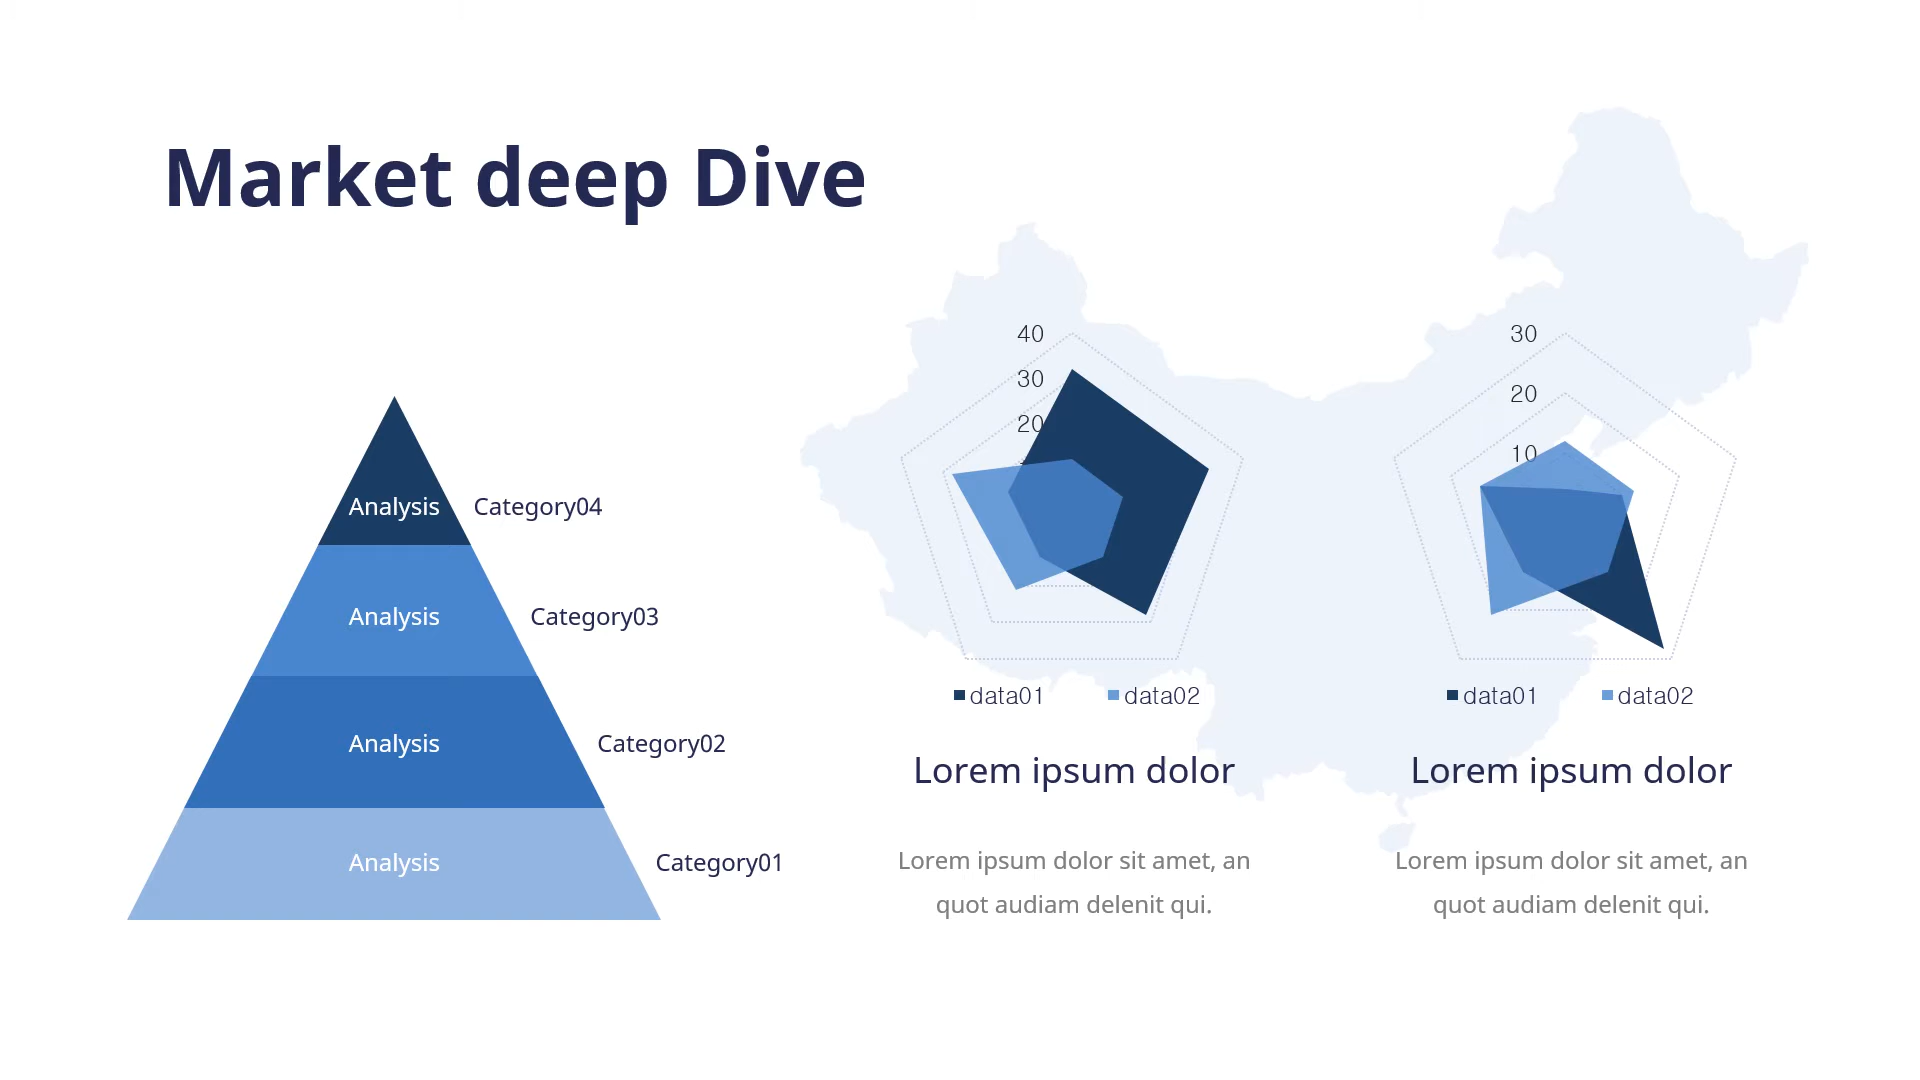 Market deep Dive
Analysis
Category04
Analysis
Category03
Analysis
Category02
Analysis
Category01
40
30
20
data01
data02
Lorem ipsum dolor
Lorem ipsum dolor sit amet, an
quot audiam delenit qui.
30
20
10
data01
data02
Lorem ipsum dolor
Lorem ipsum dolor sit amet, an
quot audiam delenit qui.